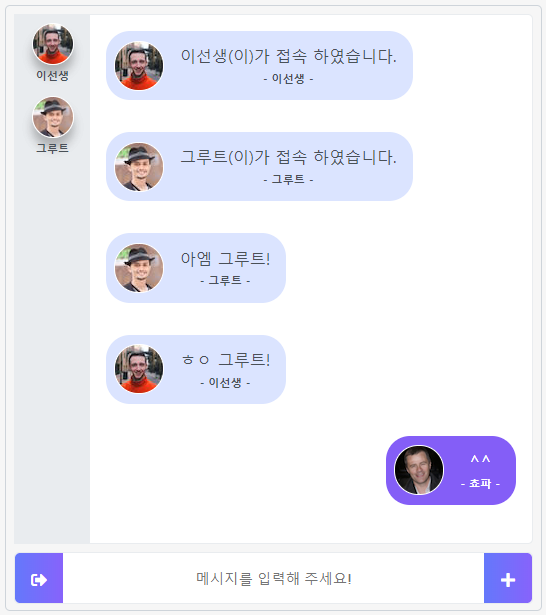 이선생
그루트
이선생(이)가 접속 하였습니다.
- 이선생 -
그루트(이)가 접속 하였습니다.
- 그루트 -
아엠 그루트!
- 그루트 -
ㅎㅇ 그루트!
- 이선생 -
^^
- 쵸파 -
메시지를 입력해 주세요!